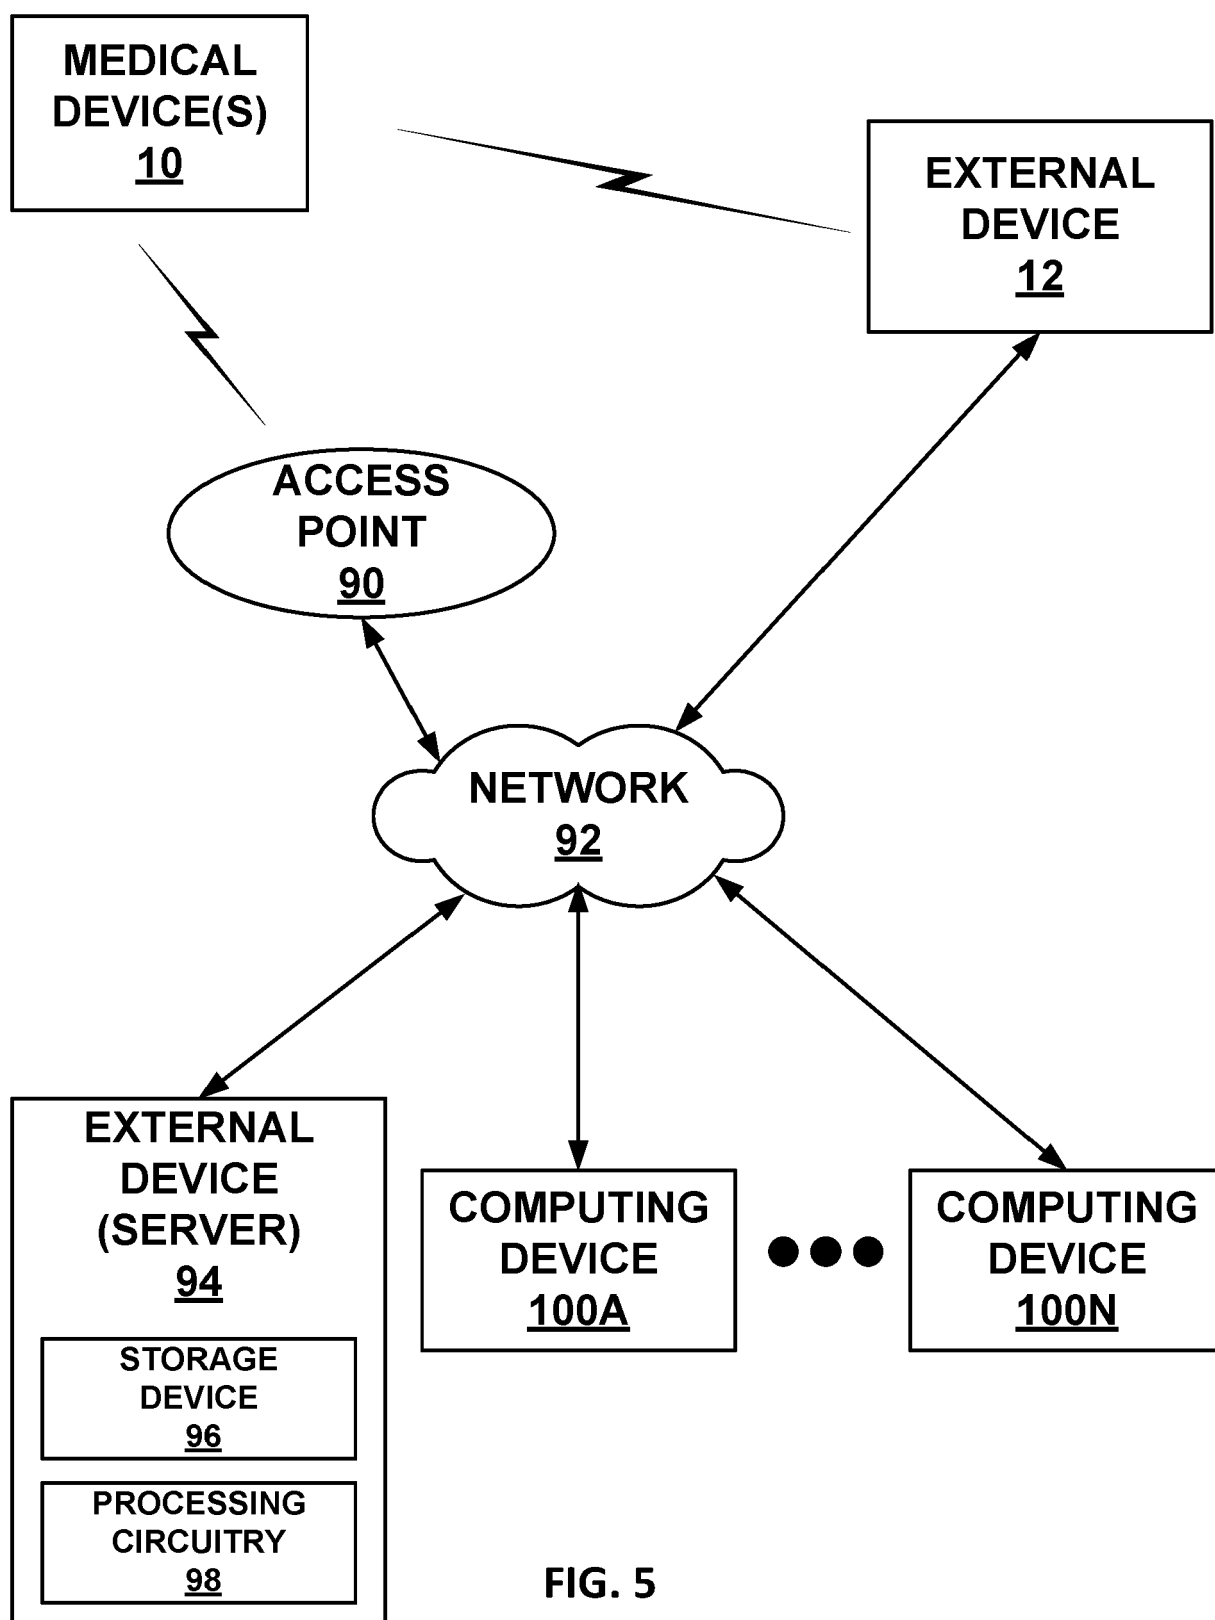 MEDICAL
DEVICE(S)
10
EXTERNAL
DEVICE
12
ACCESS
POINT
90
NETWORK
92
EXTERNAL
DEVICE
(SERVER)
94
STORAGE
DEVICE
96
PROCESSING
CIRCUITRY
98
COMPUTING
DEVICE
100A
COMPUTING
DEVICE
100N
FIG. 5